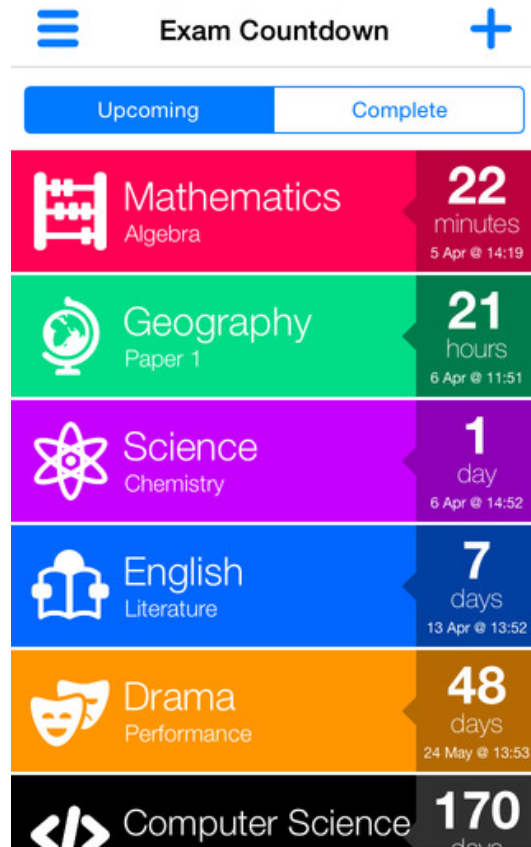 Exam Countdown
Upcoming
Complete
Mathematics
Algebra
22
minutes
5 Apr @ 14:19
Geography
Paper 1
21
hours
6 Apr @ 11:51
Science
Chemistry
1
day
6 Apr @ 14:52
English
Literature
7
days
13 Apr @ 13:52
Drama
Performance
48
days
24 May @ 13:53
Computer Science
170
days